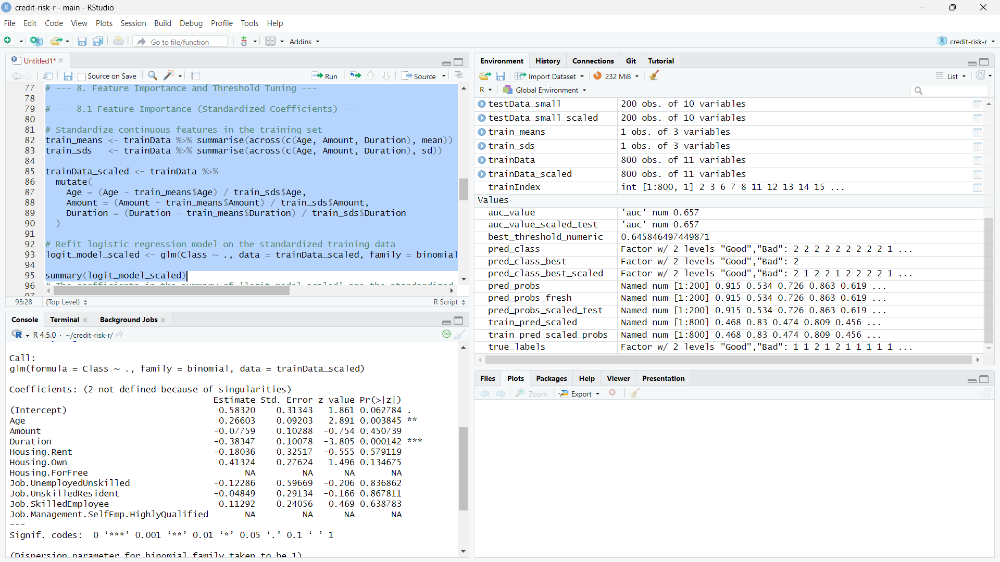 credit-risk-r - main - RStudio
File Edit Code View Plots Session Build Debug Profile Tools Help
Go to file/function
Addins
credit-risk-r
Untitled1*
Source on Save
Run
Source
77 # --- 8. Feature Importance and Threshold Tuning ---
78
79 # --- 8.1 Feature Importance (Standardized Coefficients) ---
80
81 # Standardize continuous features in the training set
82 train_means <- trainData %>% summarise(across(c(Age, Amount, Duration), mean))
83 train_sds   <- trainData %>% summarise(across(c(Age, Amount, Duration), sd))
84
85 trainData_scaled <- trainData %>%
86   mutate(
87     Age = (Age - train_means$Age) / train_sds$Age,
88     Amount = (Amount - train_means$Amount) / train_sds$Amount,
89     Duration = (Duration - train_means$Duration) / train_sds$Duration
90   )
91
92 # Refit logistic regression model on the standardized training data
93 logit_model_scaled <- glm(Class ~ ., data = trainData_scaled, family = binomial
94
95 summary(logit_model_scaled)
96 # The coefficients in the summary of 'logit_model_scaled' are the standardized
97
95:28 (Top Level) R Script
Console Terminal Background Jobs
R R 4.5.0 · ~/credit-risk-r/
Call:
glm(formula = Class ~ ., family = binomial, data = trainData_scaled)
Coefficients: (2 not defined because of singularities)
Estimate Std. Error z value Pr(>|z|)
(Intercept) 0.58320 0.31343 1.861 0.062784 .
Age 0.26603 0.09203 2.891 0.003845 **
Amount -0.07759 0.10288 -0.754 0.450739
Duration -0.38347 0.10078 -3.805 0.000142 ***
Housing.Rent -0.18036 0.32517 -0.555 0.579119
Housing.Own 0.41324 0.27624 1.496 0.134675
Housing.ForFree NA NA NA NA
Job.UnemployedUnskilled -0.12286 0.59669 -0.206 0.836862
Job.UnskilledResident -0.04849 0.29134 -0.166 0.867811
Job.SkilledEmployee 0.11292 0.24056 0.469 0.638783
Job.Management.SelfEmp.HighlyQualified NA NA NA NA
---
Signif. codes:  0 ‘***’ 0.001 ‘**’ 0.01 ‘*’ 0.05 ‘.’ 0.1 ‘ ’ 1
(Dispersion parameter for binomial family taken to be 1)
Environment History Connections Git Tutorial
Import Dataset 232 MiB List
R Global Environment
testData_small 200 obs. of 10 variables
testData_small_scaled 200 obs. of 10 variables
train_means 1 obs. of 3 variables
train_sds 1 obs. of 3 variables
trainData 800 obs. of 11 variables
trainData_scaled 800 obs. of 11 variables
trainIndex int [1:800, 1] 2 3 6 7 8 11 12 13 14 15 ...
Values
auc_value 'auc' num 0.657
auc_value_scaled_test 'auc' num 0.657
best_threshold_numeric 0.645846497449871
pred_class Factor w/ 2 levels "Good","Bad": 2 2 2 2 2 2 2 2 2 1 ...
pred_class_best Factor w/ 2 levels "Good","Bad": 2
pred_class_best_scaled Factor w/ 2 levels "Good","Bad": 2 1 2 2 1 2 2 2 2 1 ...
pred_probs Named num [1:200] 0.915 0.534 0.726 0.863 0.619 ...
pred_probs_fresh Named num [1:200] 0.915 0.534 0.726 0.863 0.619 ...
pred_probs_scaled_test Named num [1:200] 0.915 0.534 0.726 0.863 0.619 ...
train_pred_scaled Named num [1:800] 0.468 0.83 0.474 0.809 0.456 ...
train_pred_scaled_probs Named num [1:800] 0.468 0.83 0.474 0.809 0.456 ...
true_labels Factor w/ 2 levels "Good","Bad": 1 1 2 1 2 1 1 1 1 1 ...
Files Plots Packages Help Viewer Presentation
Zoom Export